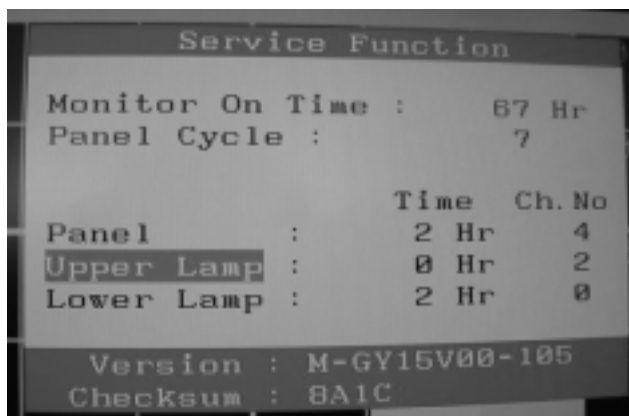 Service Function
Monitor On Time : 67 Hr
Panel Cycle : 7
Time Ch. No
Panel : 2 Hr 4
Upper Lamp : 0 Hr 2
Lower Lamp : 2 Hr 0
Version : M-GY15V00-105
Checksum : 8A1C